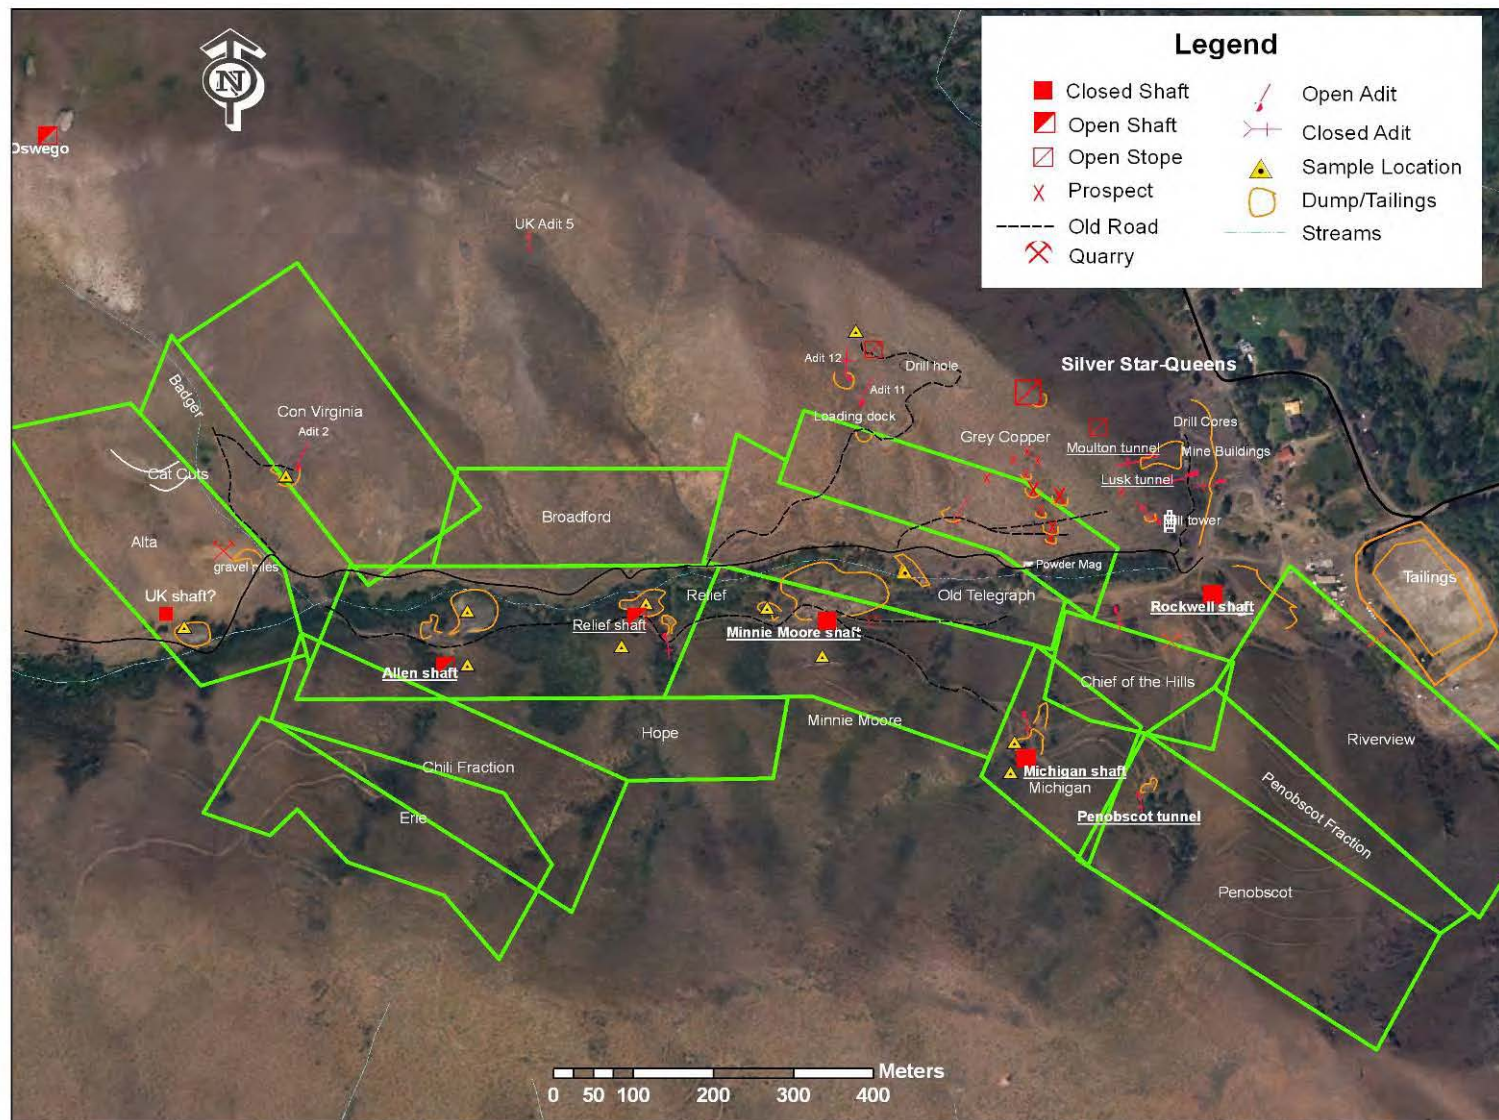 Legend
Closed Shaft
Open Shaft
Open Stope
Prospect
Old Road
Quarry
Open Adit
Closed Adit
Sample Location
Dump/Tailings
Streams
N
Oswego
UK Adit 5
Silver Star-Queens
Adit 12
Drill hole
Adit 11
Loading dock
Badger
Con Virginia
Adit 2
Grey Copper
Drill Cores
Moulton tunnel
Mine Buildings
Cat Cuts
Lusk tunnel
Broadford
Mill tower
Alta
gravel piles
Powder Mag
Tailings
UK shaft?
Relief
Old Telegraph
Rockwell shaft
Relief shaft
Minnie Moore shaft
Allen shaft
Chief of the Hills
Minnie Moore
Hope
Riverview
Chili Fraction
Michigan shaft
Michigan
Penobscot Fraction
Erie
Penobscot tunnel
Penobscot
Meters
0 50 100 200 300 400